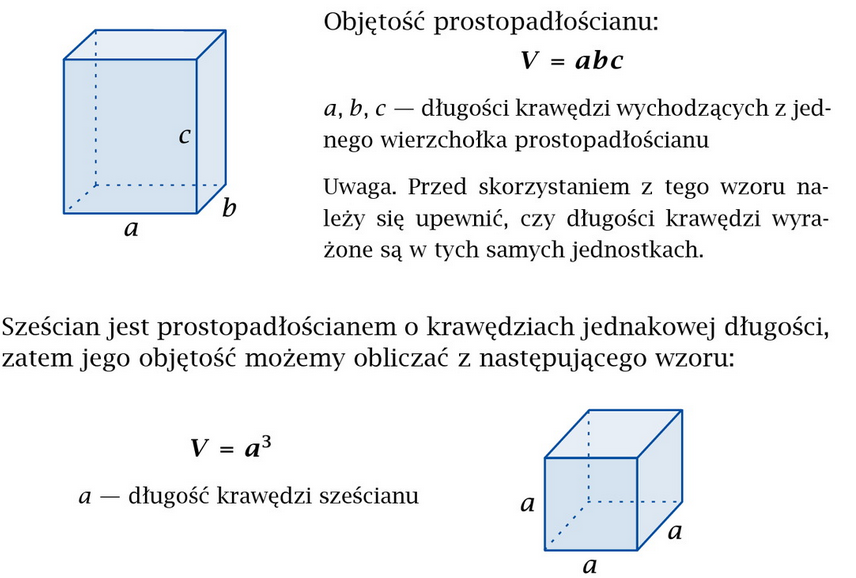 Objętość prostopadłościanu:
V = abc
a, b, c — długości krawędzi wychodzących z jed-
nego wierzchołka prostopadłościanu
Uwaga. Przed skorzystaniem z tego wzoru na-
leży się upewnić, czy długości krawędzi wyra-
żone są w tych samych jednostkach.
c
b
a
Sześcian jest prostopadłościanem o krawędziach jednakowej długości,
zatem jego objętość możemy obliczać z następującego wzoru:
V = a³
a — długość krawędzi sześcianu
a
a
a